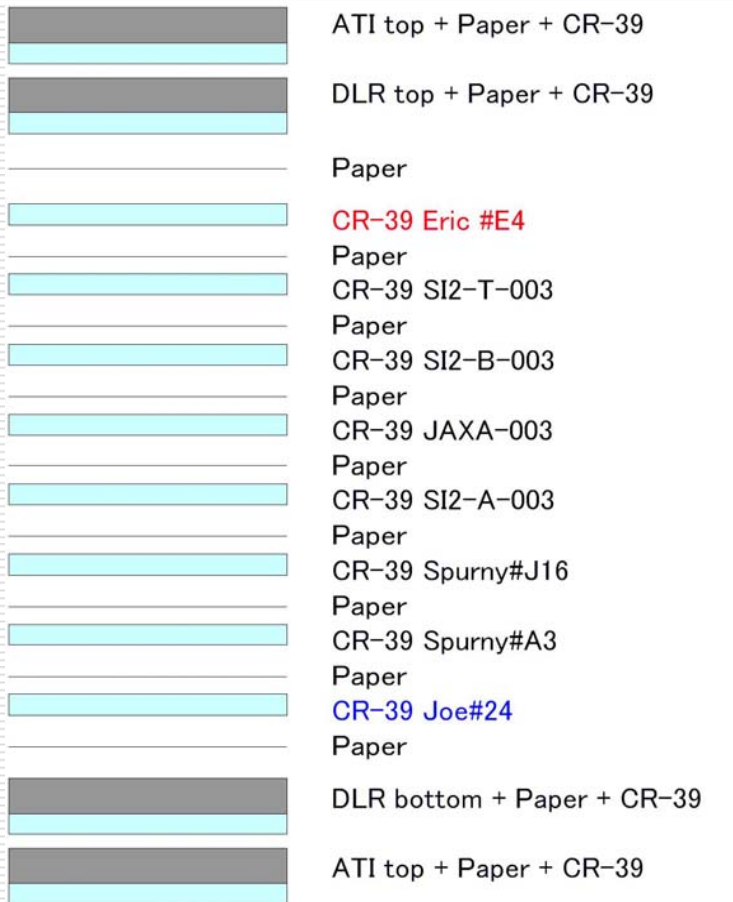 ATI top + Paper + CR-39
DLR top + Paper + CR-39
Paper
CR-39 Eric #E4
Paper
CR-39 SI2-T-003
Paper
CR-39 SI2-B-003
Paper
CR-39 JAXA-003
Paper
CR-39 SI2-A-003
Paper
CR-39 Spurny#J16
Paper
CR-39 Spurny#A3
Paper
CR-39 Joe#24
Paper
DLR bottom + Paper + CR-39
ATI top + Paper + CR-39